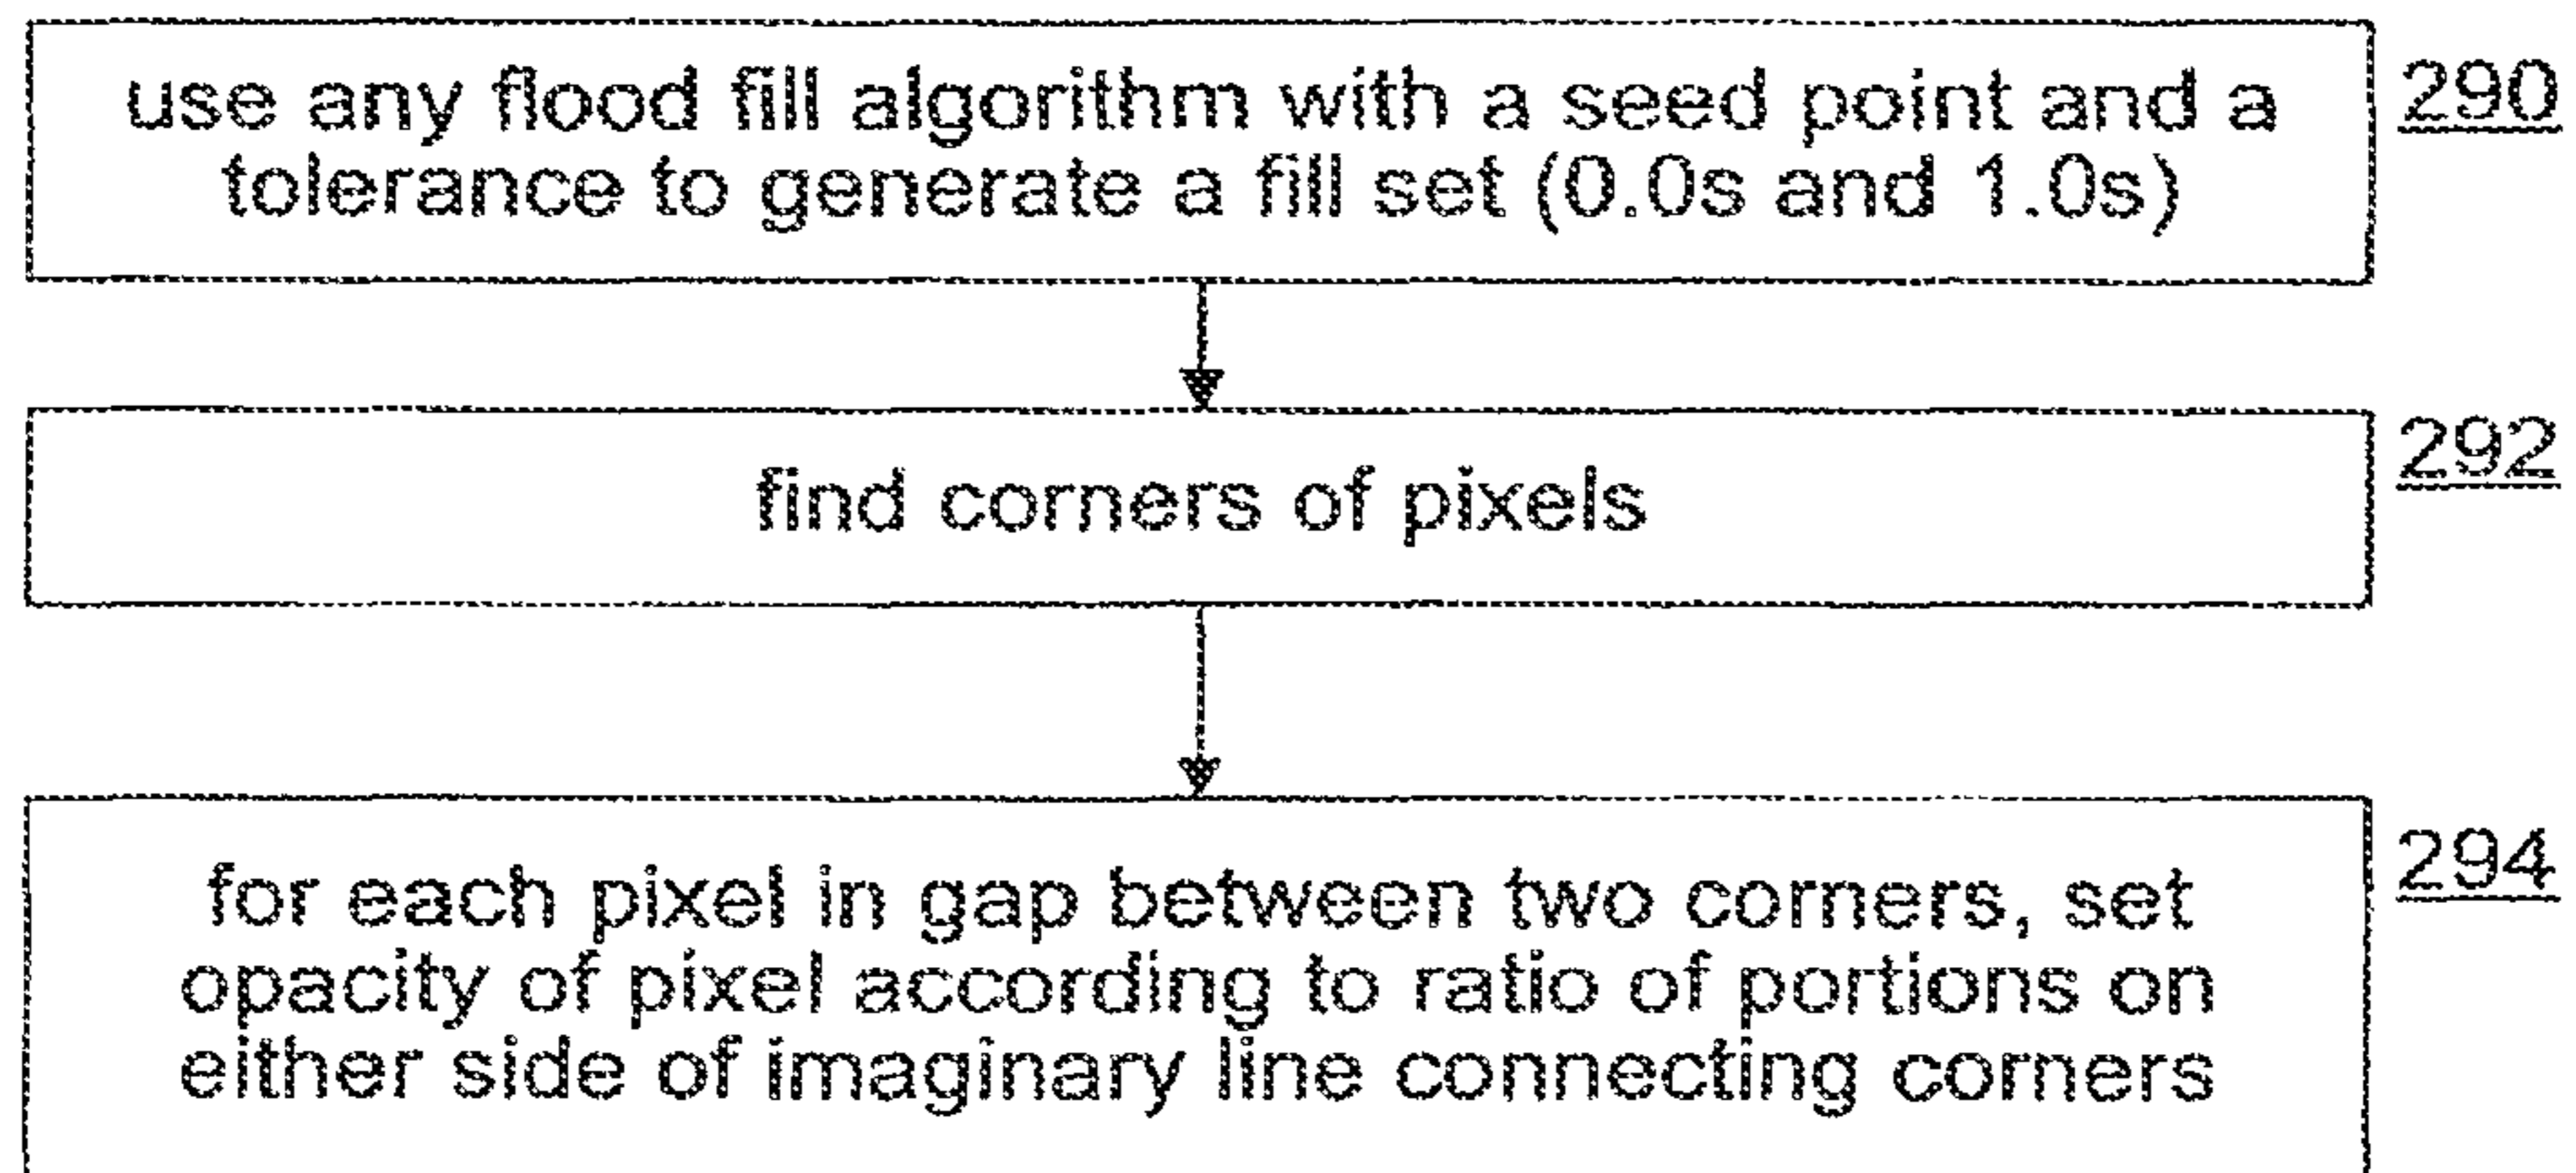 use any flood fill algorithm with a seed point and a
tolerance to generate a fill set (0.0s and 1.0s)
290
find corners of pixels
292
for each pixel in gap between two corners, set
opacity of pixel according to ratio of portions on
either side of imaginary line connecting corners
294